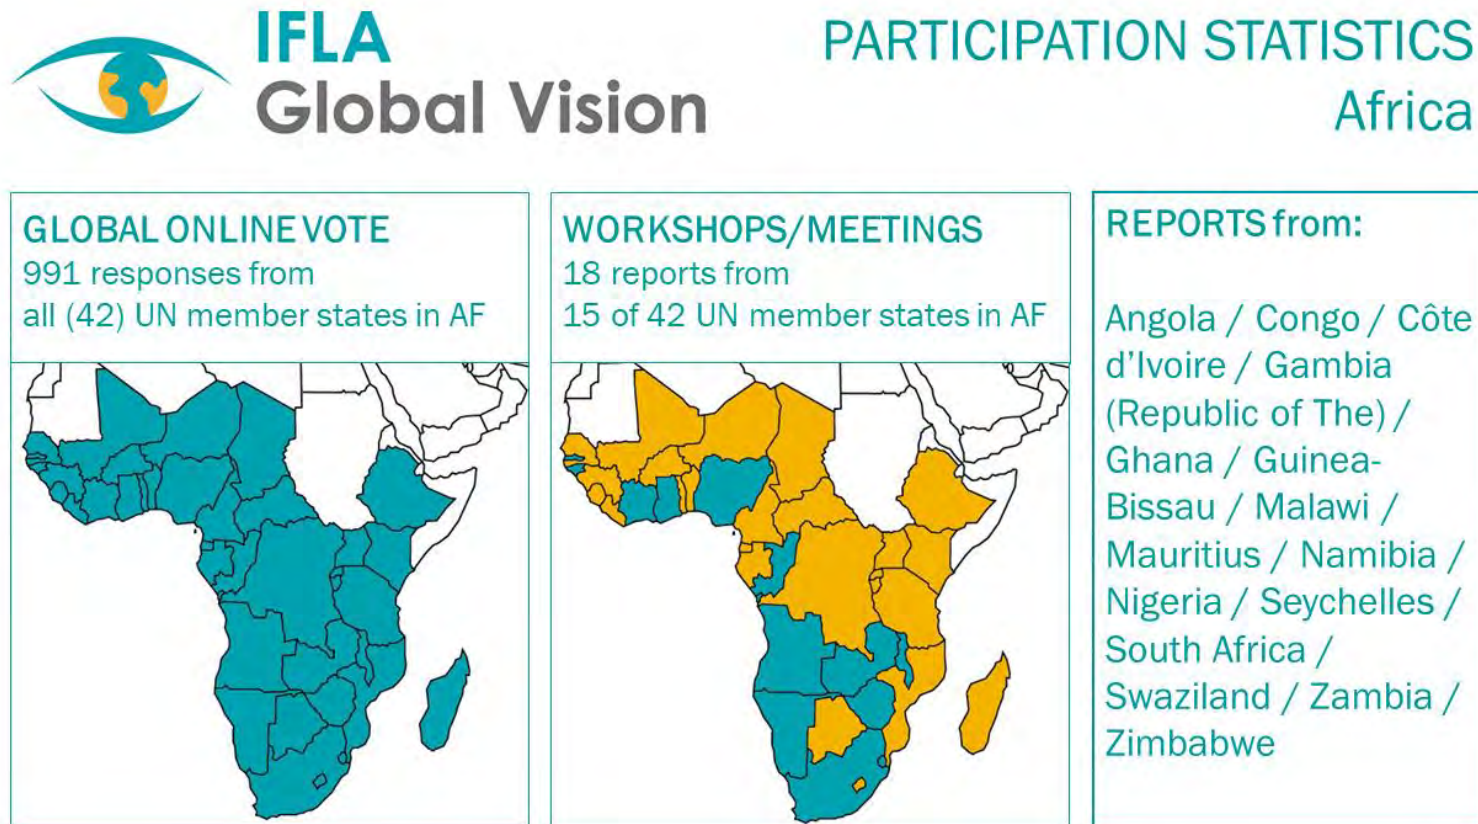 IFLA
Global Vision
PARTICIPATION STATISTICS
Africa
GLOBAL ONLINE VOTE
991 responses from
all (42) UN member states in AF
WORKSHOPS/MEETINGS
18 reports from
15 of 42 UN member states in AF
REPORTS from:
Angola / Congo / Côte
d'Ivoire / Gambia
(Republic of The) /
Ghana / Guinea-
Bissau / Malawi /
Mauritius / Namibia /
Nigeria / Seychelles /
South Africa /
Swaziland / Zambia /
Zimbabwe